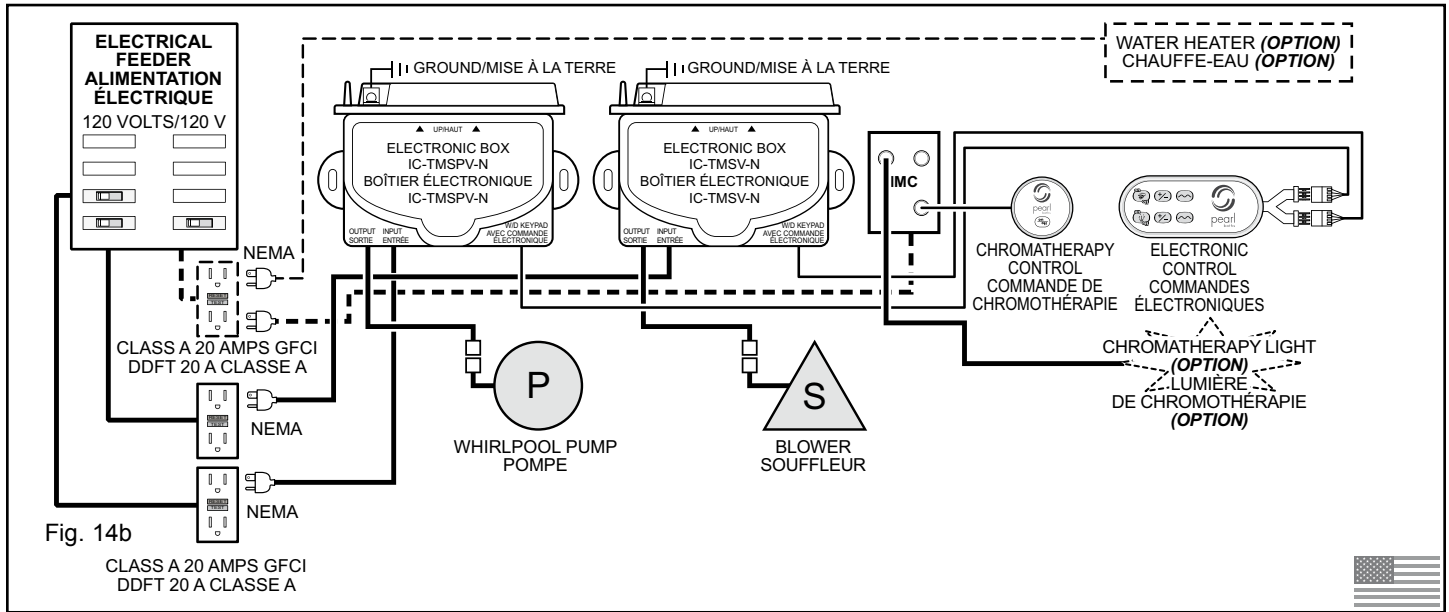 ELECTRICAL
FEEDER
ALIMENTATION
ÉLECTRIQUE
120 VOLTS/120 V
GROUND/MISE À LA TERRE
GROUND/MISE À LA TERRE
WATER HEATER (OPTION)
CHAUFFE-EAU (OPTION)
UP/HAUT
ELECTRONIC BOX
IC-TMSPV-N
BOÎTIER ÉLECTRONIQUE
IC-TMSPV-N
OUTPUT
SORTIE
INPUT
ENTRÉE
W/D KEYPAD
AVEC COMMANDE
ÉLECTRONIQUE
UP/HAUT
ELECTRONIC BOX
IC-TMSV-N
BOÎTIER ÉLECTRONIQUE
IC-TMSV-N
OUTPUT
SORTIE
INPUT
ENTRÉE
W/D KEYPAD
AVEC COMMANDE
ÉLECTRONIQUE
IMC
pearl
CHROMATHERAPY
CONTROL
COMMANDE DE
CHROMOTHÉRAPIE
pearl
ELECTRONIC
CONTROL
COMMANDES
ÉLECTRONIQUES
CHROMATHERAPY LIGHT
(OPTION)
LUMIÈRE
DE CHROMOTHÉRAPIE
(OPTION)
NEMA
CLASS A 20 AMPS GFCI
DDFT 20 A CLASSE A
NEMA
NEMA
P
WHIRLPOOL PUMP
POMPE
S
BLOWER
SOUFFLEUR
Fig. 14b
CLASS A 20 AMPS GFCI
DDFT 20 A CLASSE A